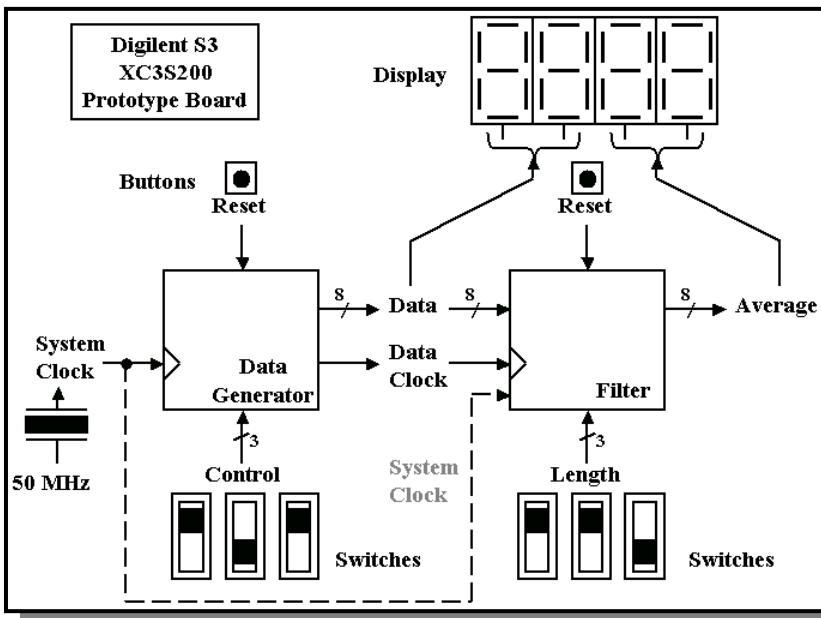 Digilent S3
XC3S200
Prototype Board
Display
Buttons
Reset
Reset
8
Data
8
8
Average
System
Clock
Data
Clock
Data
Generator
Filter
3
3
50 MHz
Control
System
Clock
Length
Switches
Switches